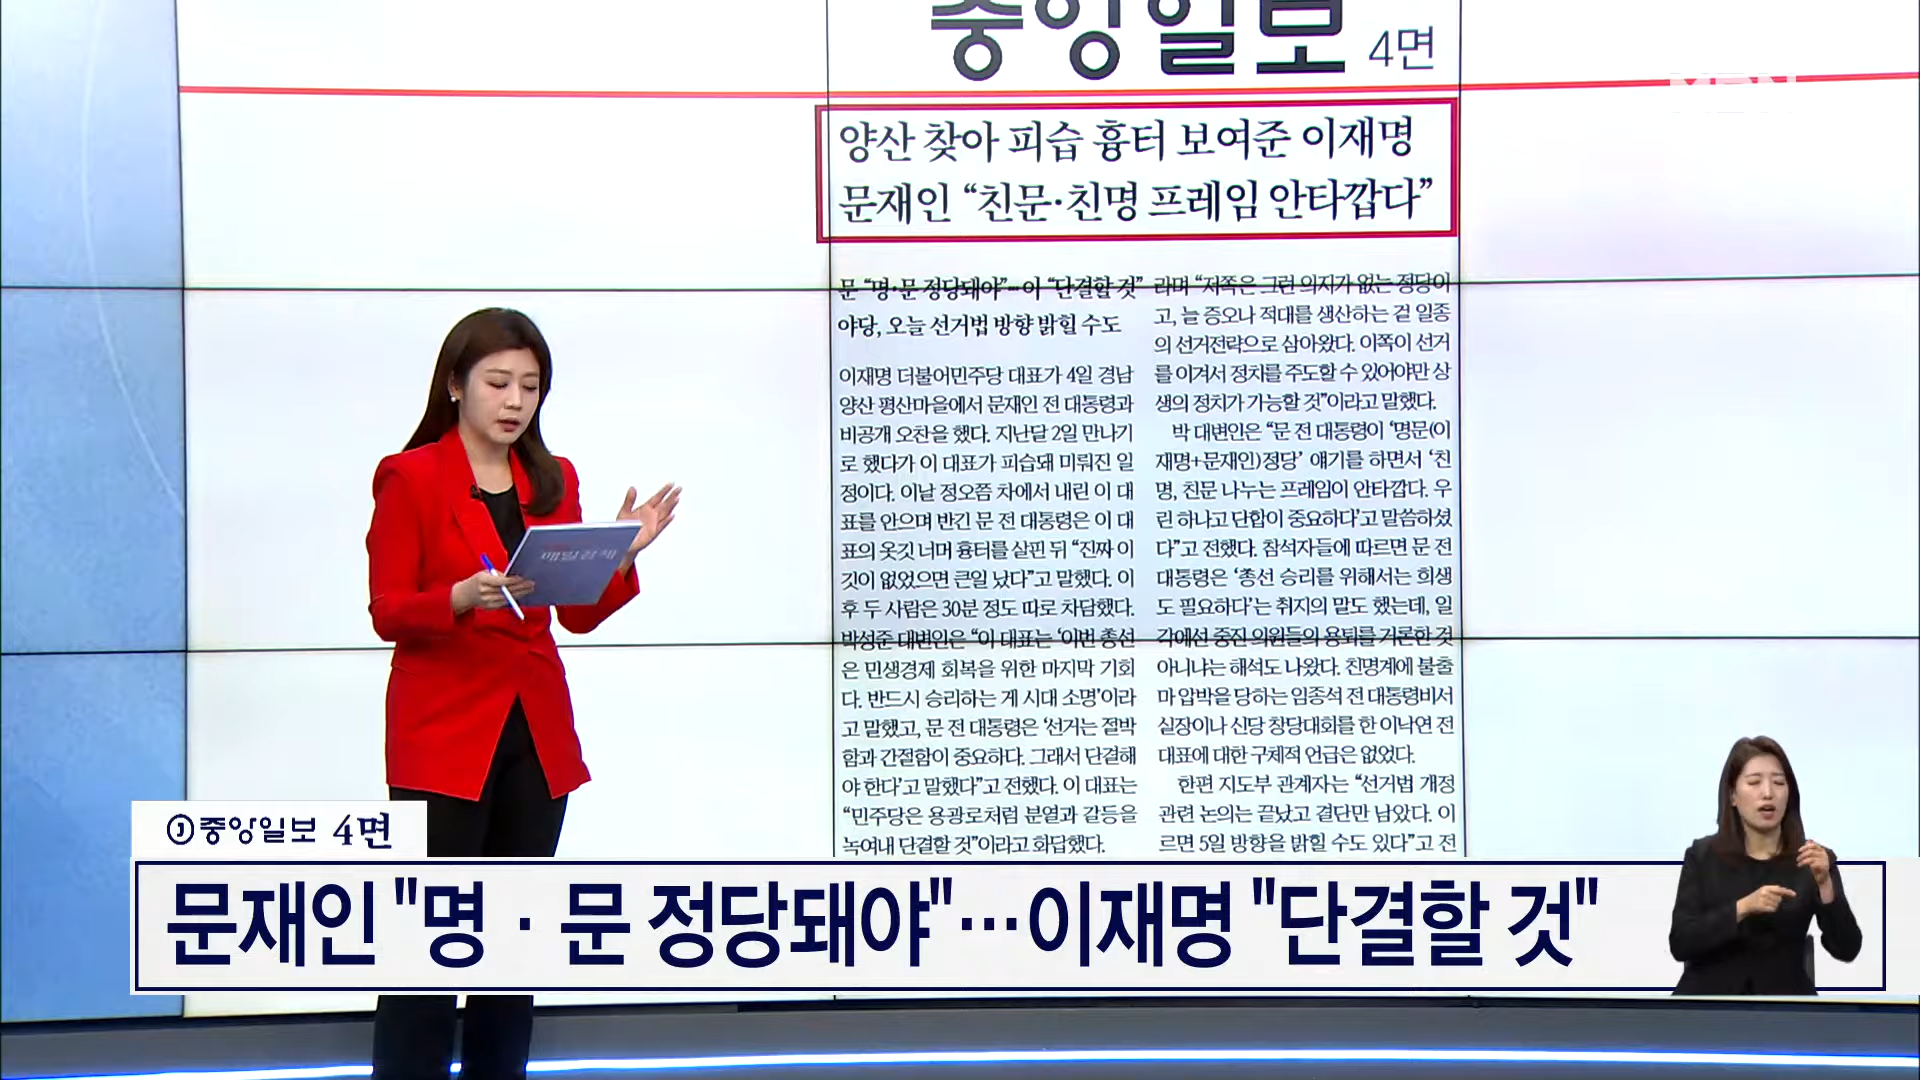 중앙일보 4면
MBN
양산 찾아 피습 흉터 보여준 이재명
문재인 “친문·친명 프레임 안타깝다”
문 “명·문 정당돼야”… 이 “단결할 것”
야당, 오늘 선거법 방향 밝힐 수도
이재명 더불어민주당 대표가 4일 경남
양산 평산마을에서 문재인 전 대통령과
비공개 오찬을 했다. 지난달 2일 만나기
로 했다가 이 대표가 피습돼 미뤄진 일
정이다. 이날 정오쯤 차에서 내린 이 대
표를 안으며 반긴 문 전 대통령은 이 대
표의 옷깃 너머 흉터를 살핀 뒤 “진짜 이
깃이 없었으면 큰일 났다”고 말했다. 이
후 두 사람은 30분 정도 따로 차담했다.
박성준 대변인은 “이 대표는 ‘이번 총선
은 민생경제 회복을 위한 마지막 기회
다. 반드시 승리하는 게 시대 소명’이라
고 말했고, 문 전 대통령은 ‘선거는 절박
함과 간절함이 중요하다. 그래서 단결해
야 한다’고 말했다”고 전했다. 이 대표는
“민주당은 용광로처럼 분열과 갈등을
녹여내 단결할 것”이라고 화답했다.
라며 “저쪽은 그런 의지가 없는 정당이
고, 늘 증오나 적대를 생산하는 걸 일종
의 선거전략으로 삼아왔다. 이쪽이 선거
를 이겨서 정치를 주도할 수 있어야만 상
생의 정치가 가능할 것”이라고 말했다.
박 대변인은 “문 전 대통령이 ‘명문(이
재명+문재인)정당’ 얘기를 하면서 ‘친
명, 친문 나누는 프레임이 안타깝다. 우
린 하나고 단합이 중요하다’고 말씀하셨
다”고 전했다. 참석자들에 따르면 문 전
대통령은 ‘총선 승리를 위해서는 희생
도 필요하다’는 취지의 말도 했는데, 일
각에선 중진 의원들의 용퇴를 거론한 것
아니냐는 해석도 나왔다. 친명계에 불출
마 압박을 당하는 임종석 전 대통령비서
실장이나 신당 창당대회를 한 이낙연 전
대표에 대한 구체적 언급은 없었다.
한편 지도부 관계자는 “선거법 개정
관련 논의는 끝났고 결단만 남았다. 이
르면 5일 방향을 밝힐 수도 있다”고 전
매일경제
중앙일보 4면
문재인 "명 · 문 정당돼야"…이재명 "단결할 것"